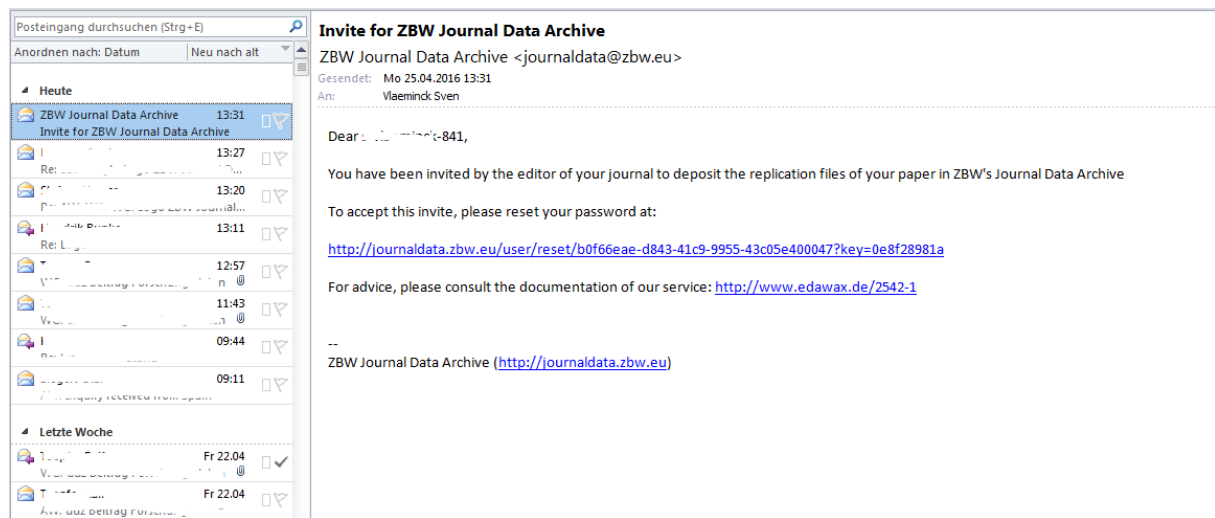 Posteingang durchsuchen (Strg+E)
Anordnen nach: Datum Neu nach alt
Heute
ZBW Journal Data Archive 13:31
Invite for ZBW Journal Data Archive
13:27
Re:
13:20
13:11
Re:
12:57
11:43
09:44
09:11
Letzte Woche
Fr 22.04
Fr 22.04
Invite for ZBW Journal Data Archive
ZBW Journal Data Archive <journaldata@zbw.eu>
Gesendet: Mo 25.04.2016 13:31
An: Vlaeminck Sven
Dear -841,
You have been invited by the editor of your journal to deposit the replication files of your paper in ZBW's Journal Data Archive
To accept this invite, please reset your password at:
http://journaldata.zbw.eu/user/reset/b0f66eae-d843-41c9-9955-43c05e400047?key=0e8f28981a
For advice, please consult the documentation of our service: http://www.edawax.de/2542-1
--
ZBW Journal Data Archive (http://journaldata.zbw.eu)